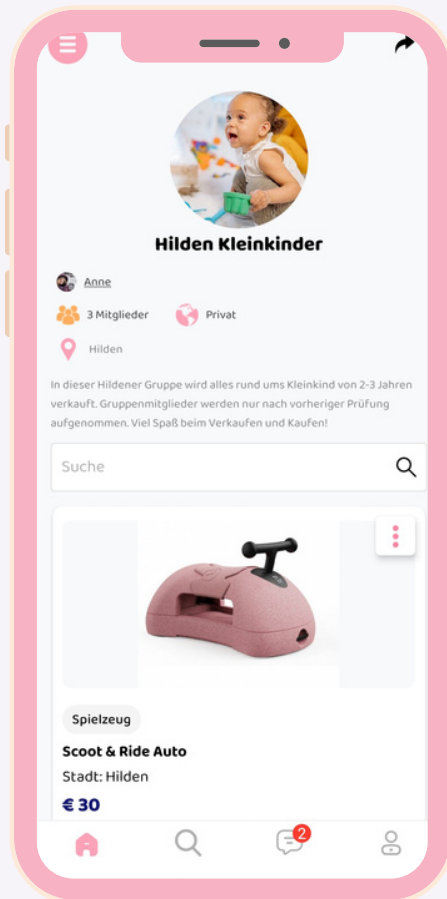 Hilden Kleinkinder
Anne
3 Mitglieder Privat
Hilden
In dieser Hildener Gruppe wird alles rund ums Kleinkind von 2-3 Jahren
verkauft. Gruppenmitglieder werden nur nach vorheriger Prüfung
aufgenommen. Viel Spaß beim Verkaufen und Kaufen!
Suche
Spielzeug
Scoot & Ride Auto
Stadt: Hilden
€ 30
2